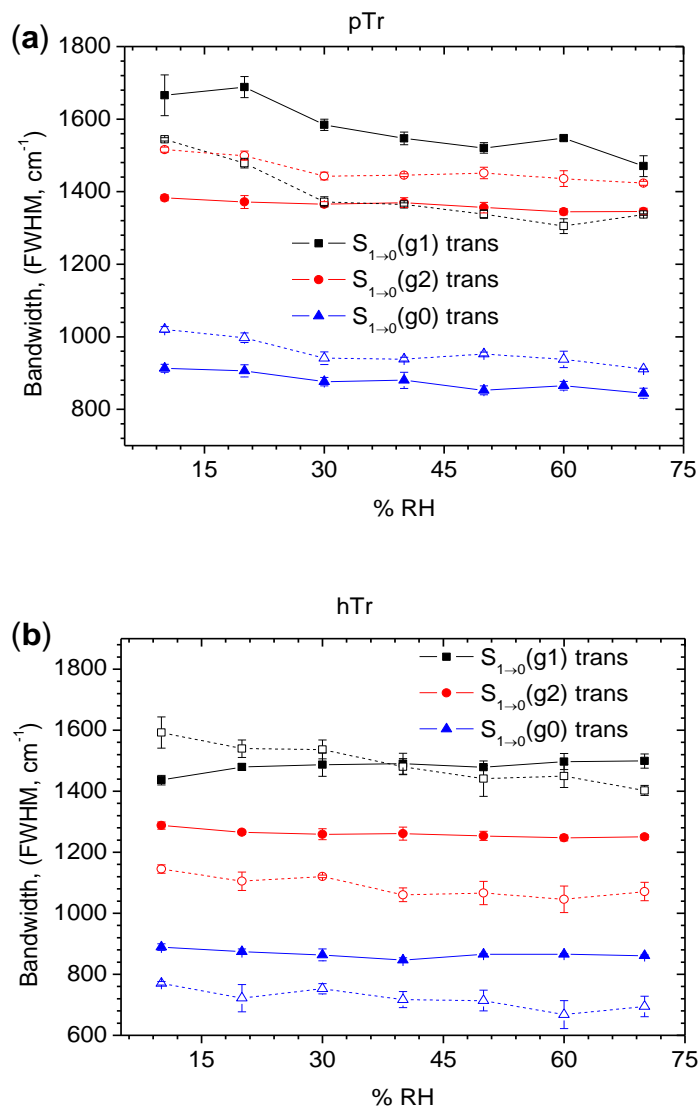 (a)
pTr
1800
1600
1400
1200
1000
800
Bandwidth, (FWHM, cm⁻¹)
S₁→₀(g1) trans
S₁→₀(g2) trans
S₁→₀(g0) trans
15 30 45 60 75
% RH
(b)
hTr
1800
1600
1400
1200
1000
800
600
Bandwidth, (FWHM, cm⁻¹)
S₁→₀(g1) trans
S₁→₀(g2) trans
S₁→₀(g0) trans
15 30 45 60 75
% RH